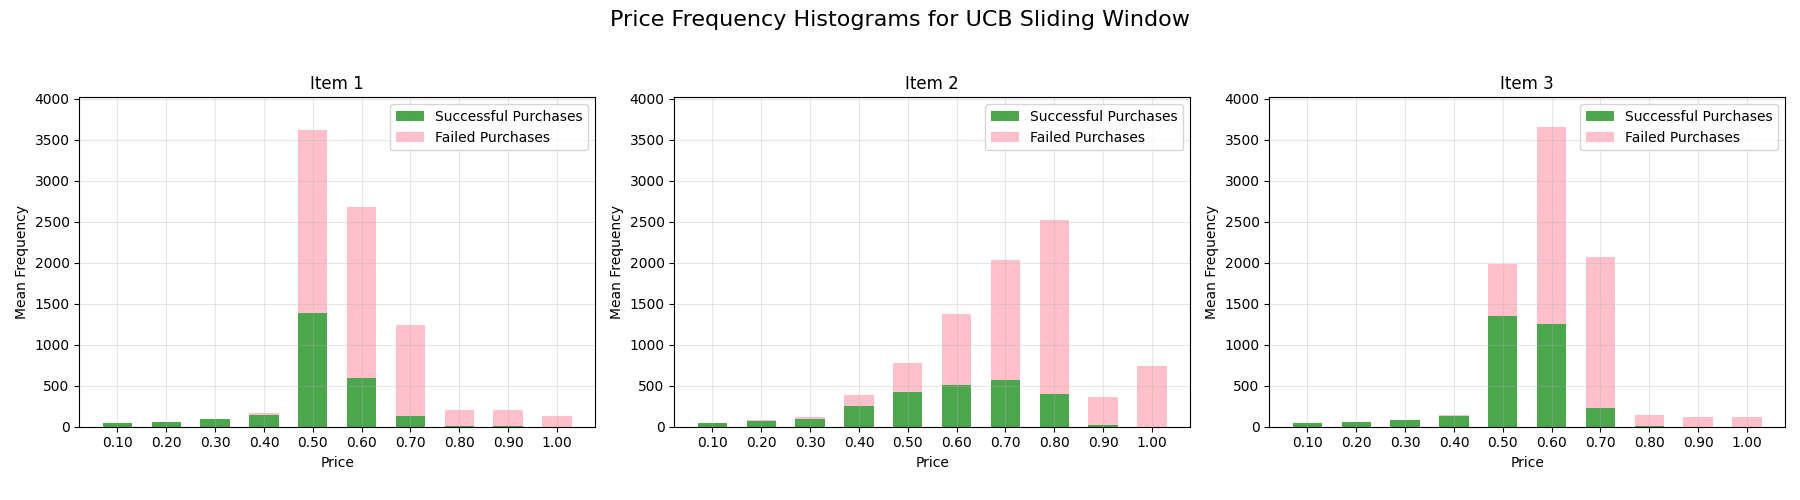 Price Frequency Histograms for UCB Sliding Window
Item 1
Mean Frequency
4000
3500
3000
2500
2000
1500
1000
500
0
Successful Purchases
Failed Purchases
0.10 0.20 0.30 0.40 0.50 0.60 0.70 0.80 0.90 1.00
Price
Item 2
Mean Frequency
4000
3500
3000
2500
2000
1500
1000
500
0
Successful Purchases
Failed Purchases
0.10 0.20 0.30 0.40 0.50 0.60 0.70 0.80 0.90 1.00
Price
Item 3
Mean Frequency
4000
3500
3000
2500
2000
1500
1000
500
0
Successful Purchases
Failed Purchases
0.10 0.20 0.30 0.40 0.50 0.60 0.70 0.80 0.90 1.00
Price